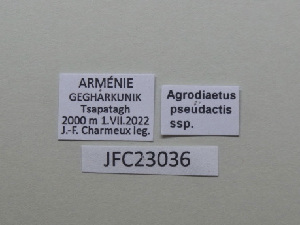 ARMÉNIE
GEGHARKUNIK
Tsapatagh
2000 m 1.VII.2022
J.-F. Charmeux leg.
Agrodiaetus
pseudactis
ssp.
JFC23036